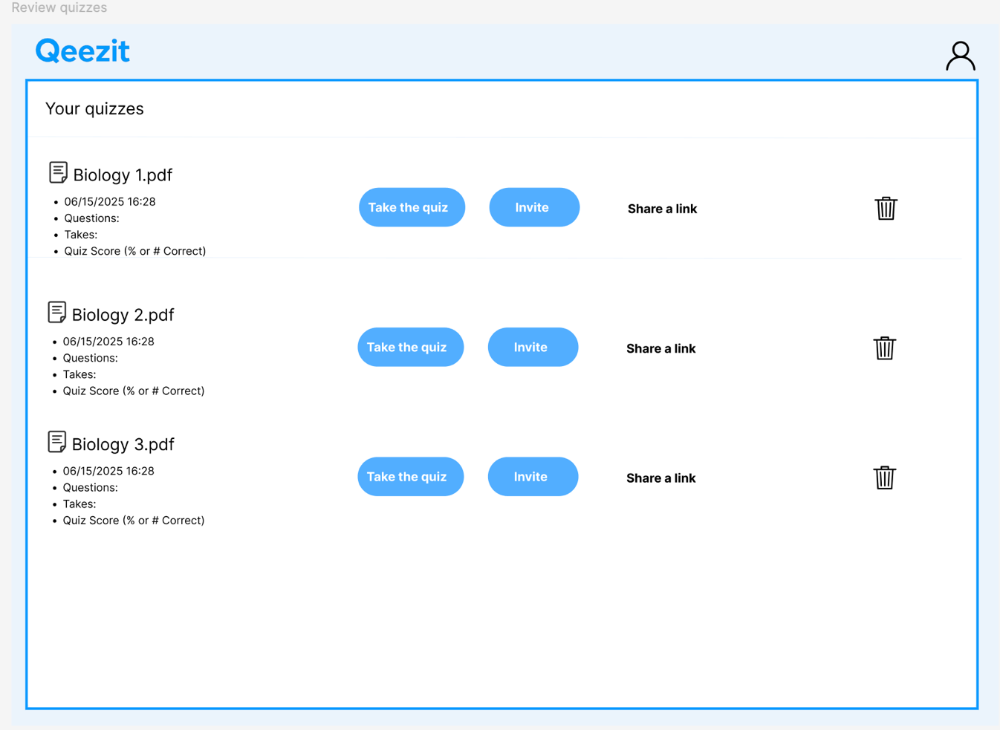 Review quizzes
Qeezit
Your quizzes
Biology 1.pdf
06/15/2025 16:28
Questions:
Takes:
Quiz Score (% or # Correct)
Take the quiz
Invite
Share a link
Biology 2.pdf
06/15/2025 16:28
Questions:
Takes:
Quiz Score (% or # Correct)
Take the quiz
Invite
Share a link
Biology 3.pdf
06/15/2025 16:28
Questions:
Takes:
Quiz Score (% or # Correct)
Take the quiz
Invite
Share a link